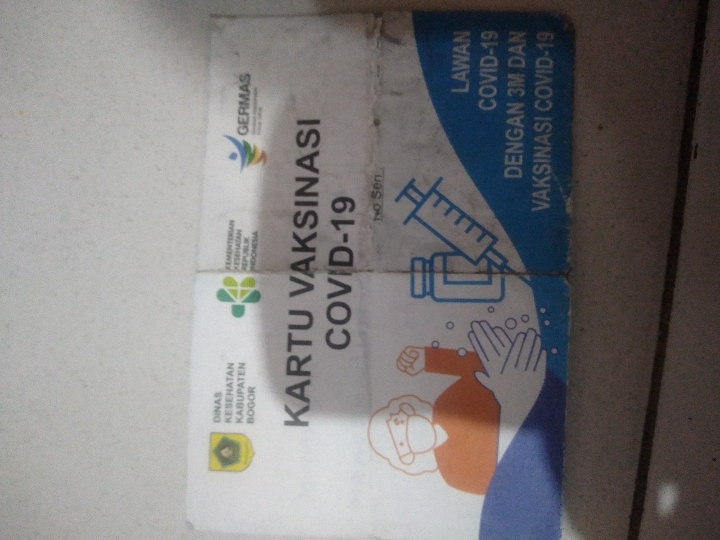 DINAS
KESEHATAN
KABUPATEN
BOGOR
KEMENTERIAN
KESEHATAN
REPUBLIK
INDONESIA
GERMAS
KARTU VAKSINASI
COVID-19
No Seri
LAWAN
COVID-19
DENGAN 3M DAN
VAKSINASI COVID-19